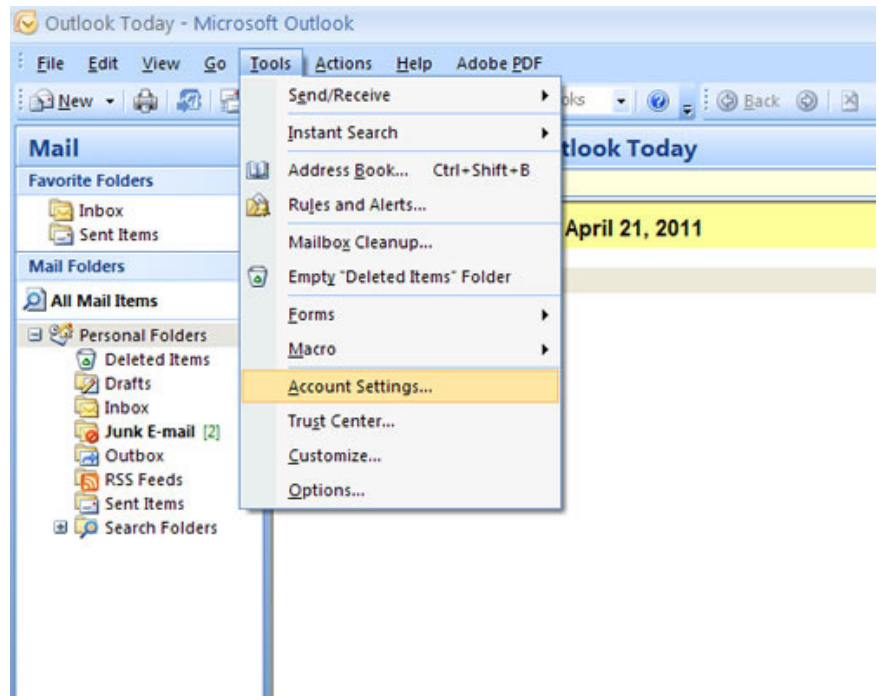 Outlook Today - Microsoft Outlook
File Edit View Go Tools Actions Help Adobe PDF
New Back
Mail
Favorite Folders
Inbox
Sent Items
Mail Folders
All Mail Items
Personal Folders
Deleted Items
Drafts
Inbox
Junk E-mail [2]
Outbox
RSS Feeds
Sent Items
Search Folders
Send/Receive
Instant Search
Address Book... Ctrl+Shift+B
Rules and Alerts...
Mailbox Cleanup...
Empty "Deleted Items" Folder
Forms
Macro
Account Settings...
Trust Center...
Customize...
Options...
tlook Today
April 21, 2011